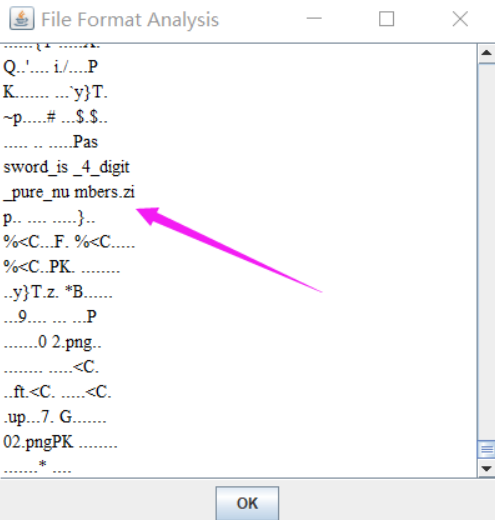 File Format Analysis
......{T .....X.
Q..'.... i./....P
K....... ...`y}T.
~p.....# ...$.$..
..... .. .....Pas
sword_is _4_digit
_pure_nu mbers.zi
p.. .... .....}..
%<C...F. %<C.....
%<C..PK. ........
..y}T.z. *B......
...9.... ... ...P
.......0 2.png..
........ .....<C.
..ft.<C. .....<C.
.up...7. G.......
02.pngPK ........
.......* ....
OK